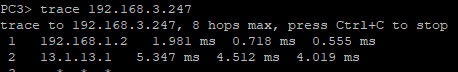 PC3> trace 192.168.3.247
trace to 192.168.3.247, 8 hops max, press Ctrl+C to stop
1 192.168.1.2 1.981 ms 0.718 ms 0.555 ms
2 13.1.13.1 5.347 ms 4.512 ms 4.019 ms